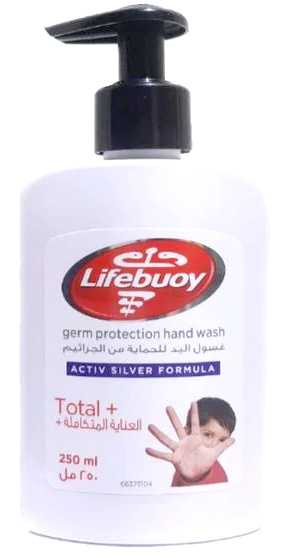 Lifebuoy
germ protection hand wash
غسول اليد للحماية من الجراثيم
ACTIV SILVER FORMULA
Total +
العناية المتكاملة +
250 ml
٢٥٠ مل